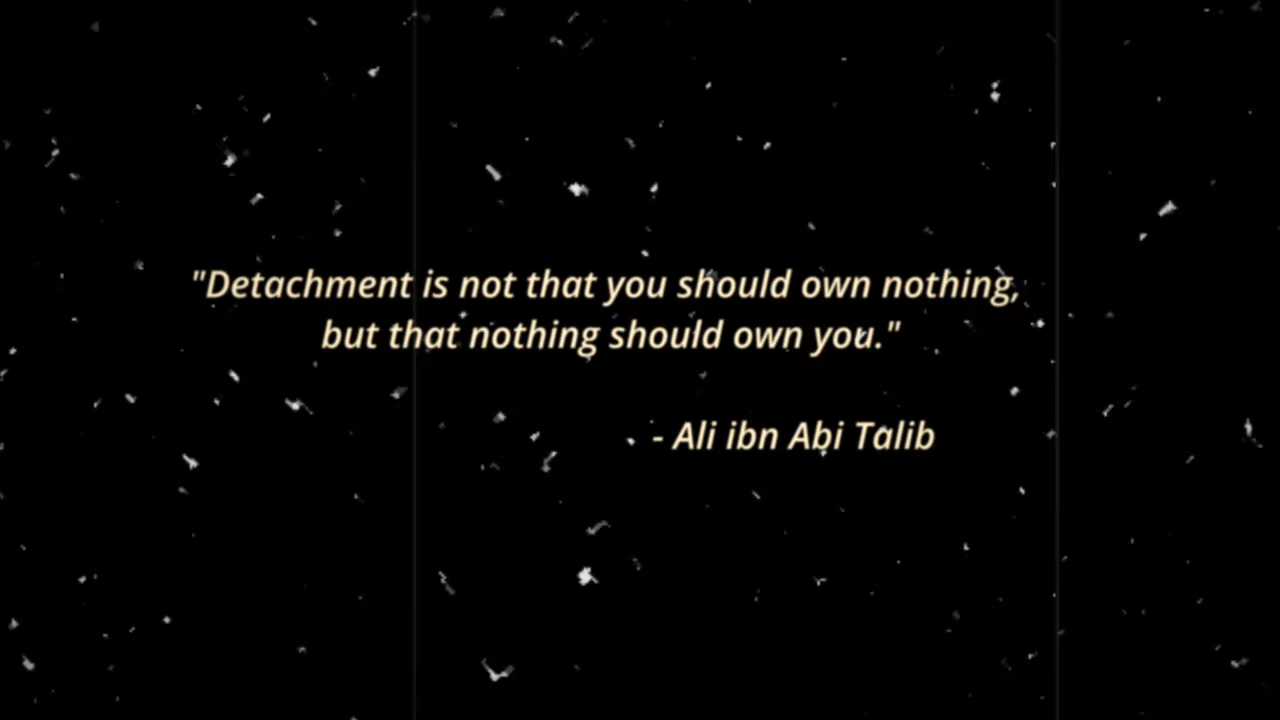 "Detachment is not that you should own nothing,
but that nothing should own you."
- Ali ibn Abi Talib